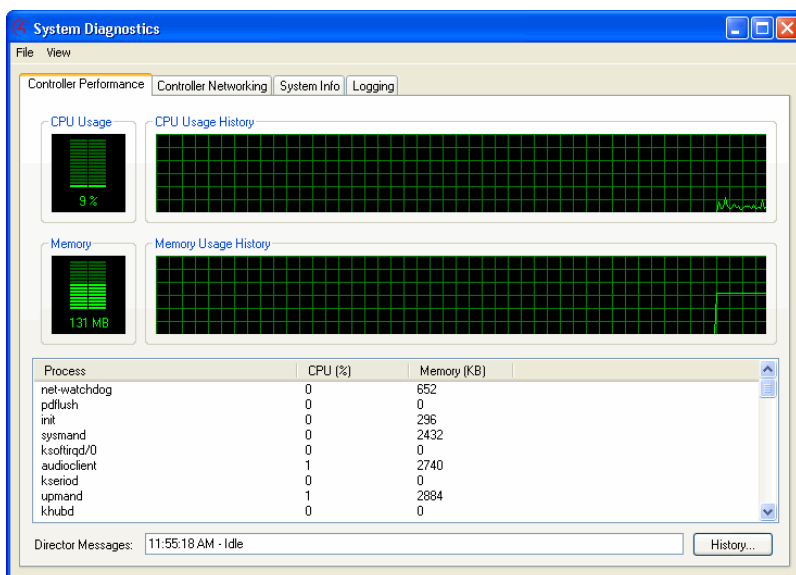 System Diagnostics
File View
Controller Performance Controller Networking System Info Logging
CPU Usage CPU Usage History
9 %
Memory Memory Usage History
131 MB
Process CPU (%) Memory (KB)
net-watchdog 0 652
pdflush 0 0
init 0 296
sysmand 0 2432
ksoftirqd/0 0 0
audioclient 1 2740
kseriod 0 0
upmand 1 2884
khubd 0 0
Director Messages: 11:55:18 AM - Idle History...